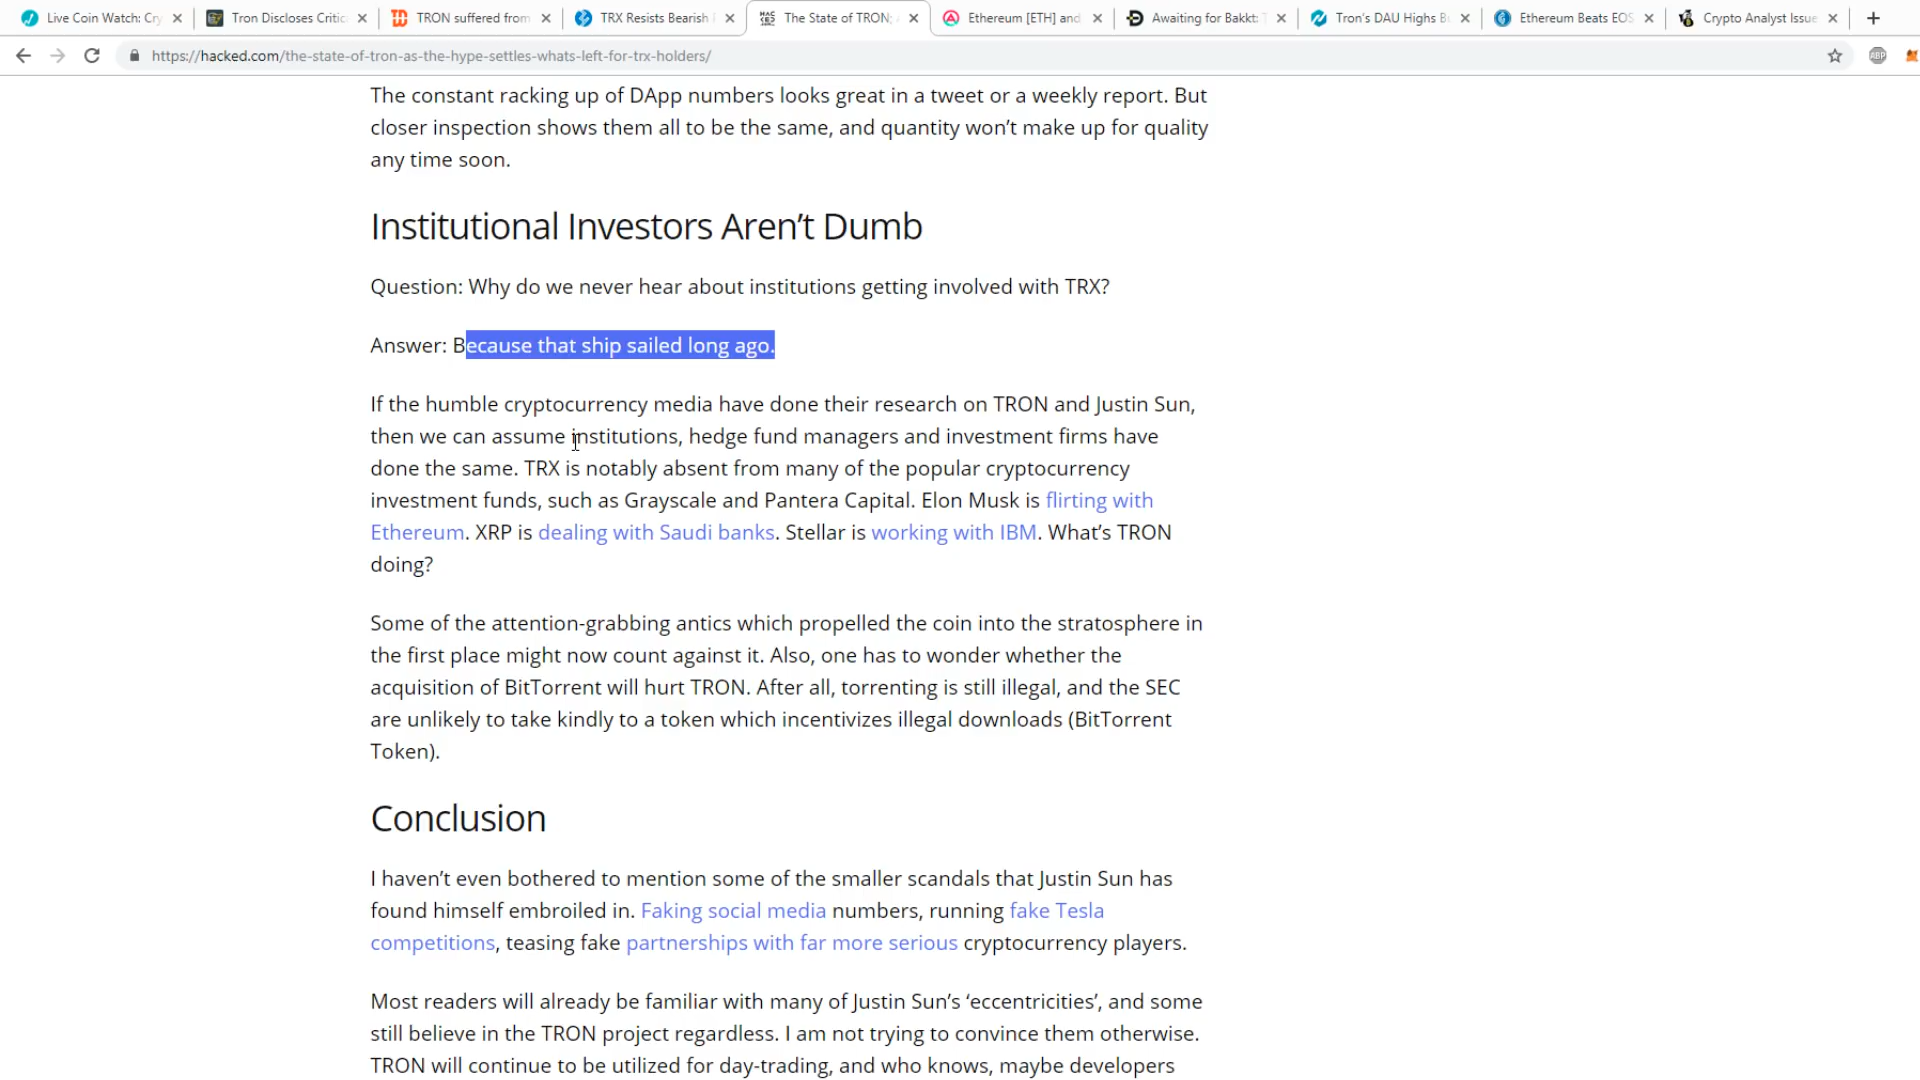 Live Coin Watch: Cry
Tron Discloses Critic
TRON suffered from
TRX Resists Bearish
The State of TRON;
Ethereum [ETH] and
Awaiting for Bakkt:
Tron's DAU Highs B
Ethereum Beats EOS
Crypto Analyst Issue
https://hacked.com/the-state-of-tron-as-the-hype-settles-whats-left-for-trx-holders/
ABP
The constant racking up of DApp numbers looks great in a tweet or a weekly report. But
closer inspection shows them all to be the same, and quantity won’t make up for quality
any time soon.
Institutional Investors Aren’t Dumb
Question: Why do we never hear about institutions getting involved with TRX?
Answer: Because that ship sailed long ago.
If the humble cryptocurrency media have done their research on TRON and Justin Sun,
then we can assume institutions, hedge fund managers and investment firms have
done the same. TRX is notably absent from many of the popular cryptocurrency
investment funds, such as Grayscale and Pantera Capital. Elon Musk is flirting with
Ethereum. XRP is dealing with Saudi banks. Stellar is working with IBM. What’s TRON
doing?
Some of the attention-grabbing antics which propelled the coin into the stratosphere in
the first place might now count against it. Also, one has to wonder whether the
acquisition of BitTorrent will hurt TRON. After all, torrenting is still illegal, and the SEC
are unlikely to take kindly to a token which incentivizes illegal downloads (BitTorrent
Token).
Conclusion
I haven’t even bothered to mention some of the smaller scandals that Justin Sun has
found himself embroiled in. Faking social media numbers, running fake Tesla
competitions, teasing fake partnerships with far more serious cryptocurrency players.
Most readers will already be familiar with many of Justin Sun’s ‘eccentricities’, and some
still believe in the TRON project regardless. I am not trying to convince them otherwise.
TRON will continue to be utilized for day-trading, and who knows, maybe developers